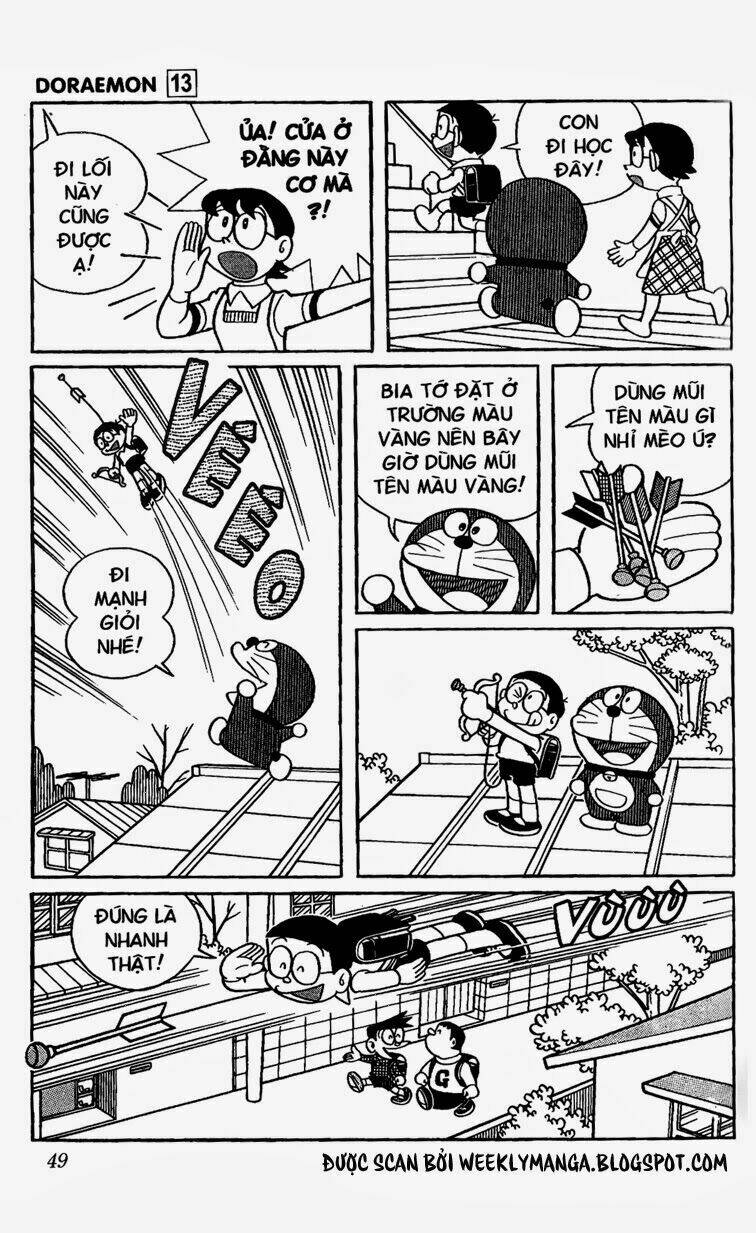 DORAEMON 13
CON
ĐI HỌC
ĐÂY!
ỦA! CỬA Ở
ĐẰNG NÀY
CƠ MÀ
?!
ĐI LỐI
NÀY
CŨNG
ĐƯỢC
Ạ!
DÙNG MŨI
TÊN MÀU GÌ
NHỈ MÈO Ú?
BIA TỚ ĐẶT Ở
TRƯỜNG MÀU
VÀNG NÊN BÂY
GIỜ DÙNG MŨI
TÊN MÀU VÀNG!
VÉÉÉO
ĐI
MẠNH
GIỎI
NHÉ!
VÙÙÙ
ĐÚNG LÀ
NHANH
THẬT!
G
49
ĐƯỢC SCAN BỞI WEEKLYMANGA.BLOGSPOT.COM